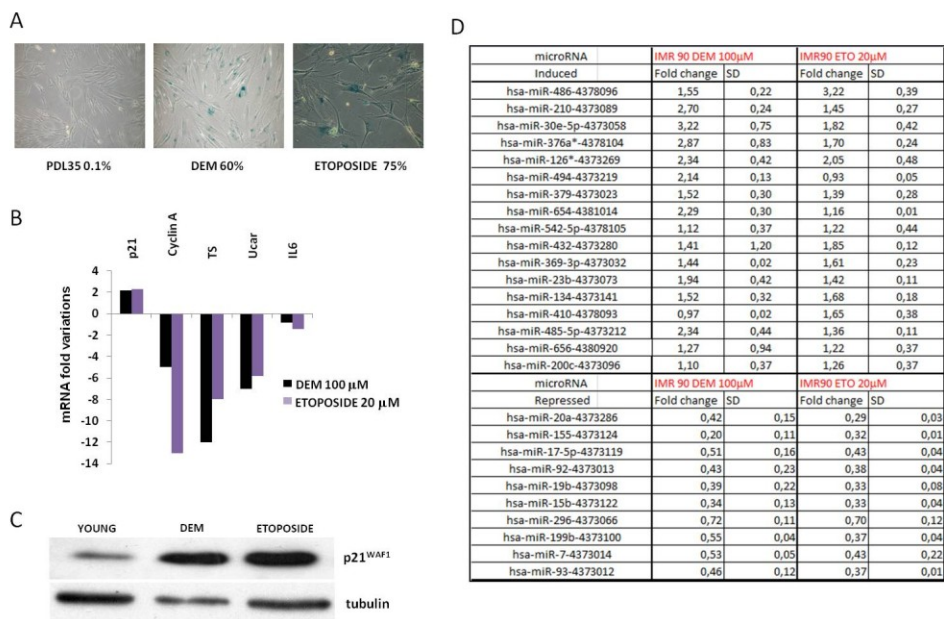 A
PDL35 0.1%
DEM 60%
ETOPOSIDE 75%
B
p21
Cyclin A
TS
Ucar
IL6
mRNA fold variations
4
2
0
-2
-4
-6
-8
-10
-12
-14
DEM 100 µM
ETOPOSIDE 20 µM
C
YOUNG DEM ETOPOSIDE
p21WAF1
tubulin
D
microRNA IMR 90 DEM 100µM IMR90 ETO 20µM
Induced Fold change SD Fold change SD
hsa-miR-486-4378096 1,55 0,22 3,22 0,39
hsa-miR-210-4373089 2,70 0,24 1,45 0,27
hsa-miR-30e-5p-4373058 3,22 0,75 1,82 0,42
hsa-miR-376a*-4378104 2,87 0,83 1,70 0,24
hsa-miR-126*-4373269 2,34 0,42 2,05 0,48
hsa-miR-494-4373219 2,14 0,13 0,93 0,05
hsa-miR-379-4373023 1,52 0,30 1,39 0,28
hsa-miR-654-4381014 2,29 0,30 1,16 0,01
hsa-miR-542-5p-4378105 1,12 0,37 1,22 0,44
hsa-miR-432-4373280 1,41 1,20 1,85 0,12
hsa-miR-369-3p-4373032 1,44 0,02 1,61 0,23
hsa-miR-23b-4373073 1,94 0,42 1,42 0,11
hsa-miR-134-4373141 1,52 0,32 1,68 0,18
hsa-miR-410-4378093 0,97 0,02 1,65 0,38
hsa-miR-485-5p-4373212 2,34 0,44 1,36 0,11
hsa-miR-656-4380920 1,27 0,94 1,22 0,37
hsa-miR-200c-4373096 1,10 0,37 1,26 0,37
microRNA IMR 90 DEM 100µM IMR90 ETO 20µM
Repressed Fold change SD Fold change SD
hsa-miR-20a-4373286 0,42 0,15 0,29 0,03
hsa-miR-155-4373124 0,20 0,11 0,32 0,01
hsa-miR-17-5p-4373119 0,51 0,16 0,43 0,04
hsa-miR-92-4373013 0,43 0,23 0,38 0,04
hsa-miR-19b-4373098 0,39 0,22 0,33 0,08
hsa-miR-15b-4373122 0,34 0,13 0,33 0,04
hsa-miR-296-4373066 0,72 0,11 0,70 0,12
hsa-miR-199b-4373100 0,55 0,04 0,37 0,04
hsa-miR-7-4373014 0,53 0,05 0,43 0,22
hsa-miR-93-4373012 0,46 0,12 0,37 0,01